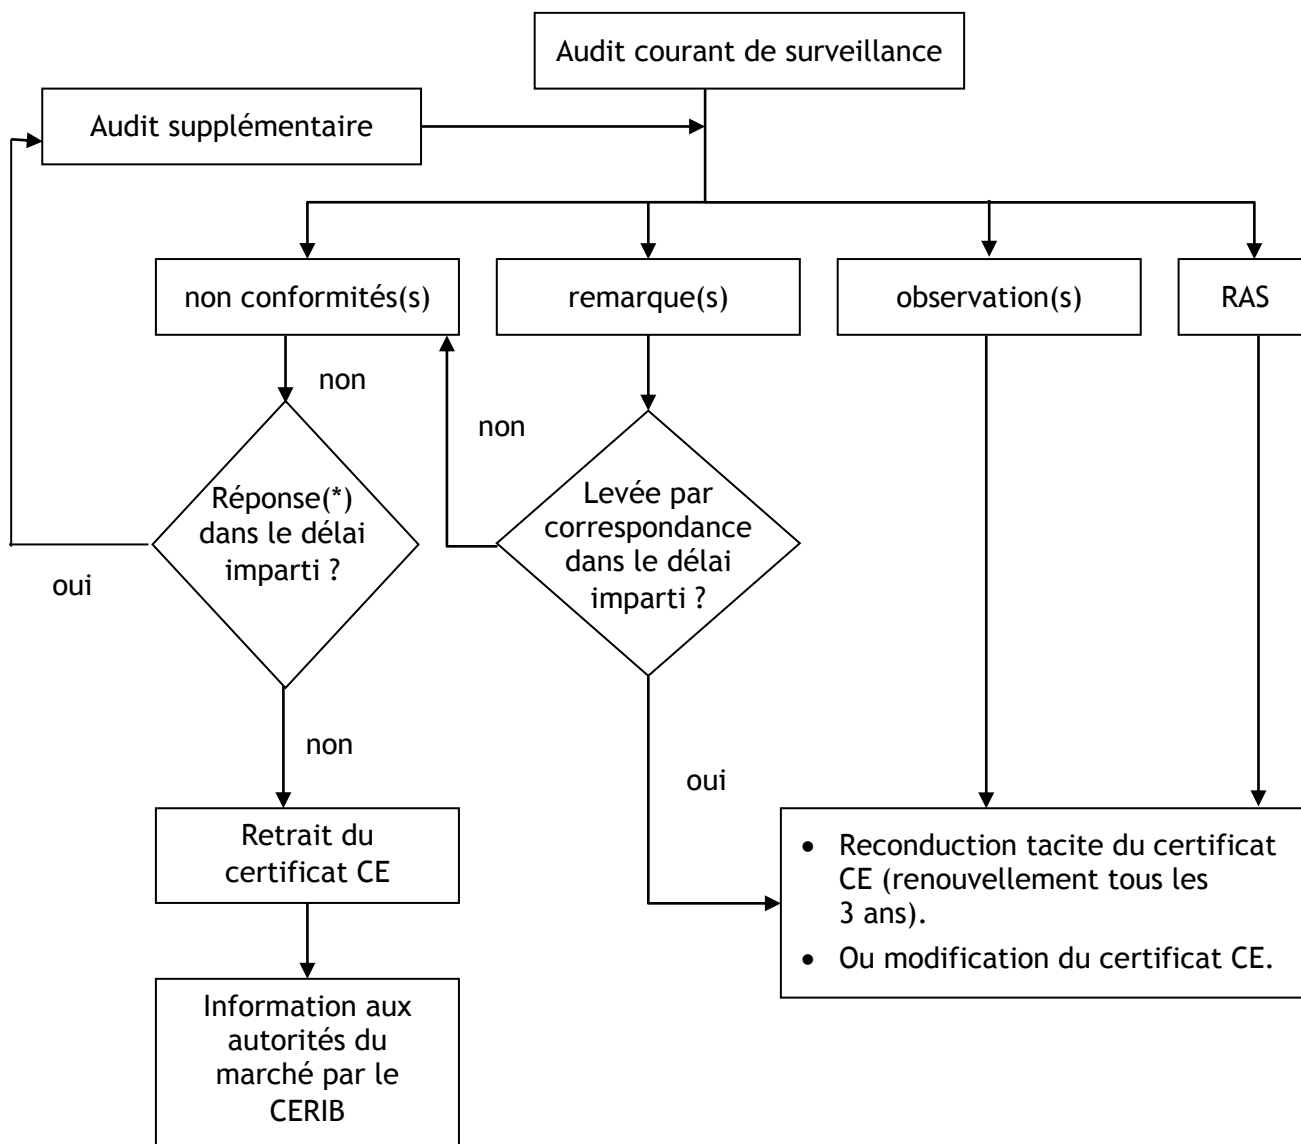 Audit courant de surveillance
Audit supplémentaire
non conformités(s)
remarque(s)
observation(s)
RAS
non
non
Réponse(*)
dans le délai
imparti ?
Levée par
correspondance
dans le délai
imparti ?
oui
non
oui
Retrait du
certificat CE
• Reconduction tacite du certificat
CE (renouvellement tous les
3 ans).
• Ou modification du certificat CE.
Information aux
autorités du
marché par le
CERIB